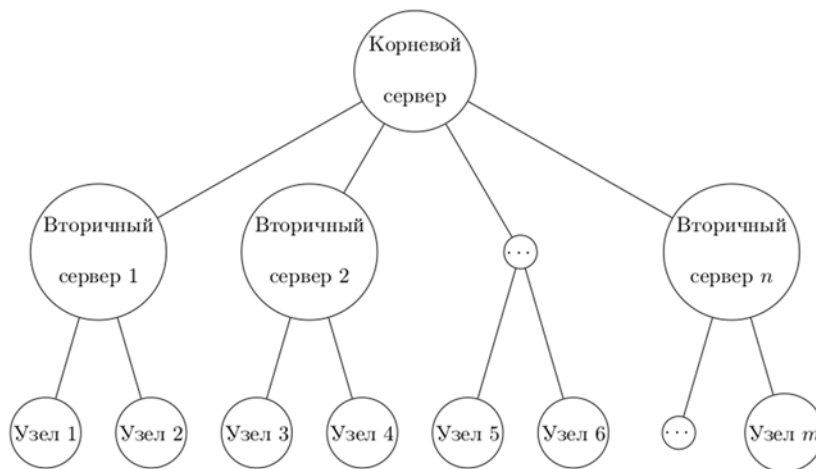 Корневой
сервер
Вторичный
сервер 1
Вторичный
сервер 2
...
Вторичный
сервер n
Узел 1
Узел 2
Узел 3
Узел 4
Узел 5
Узел 6
...
Узел m